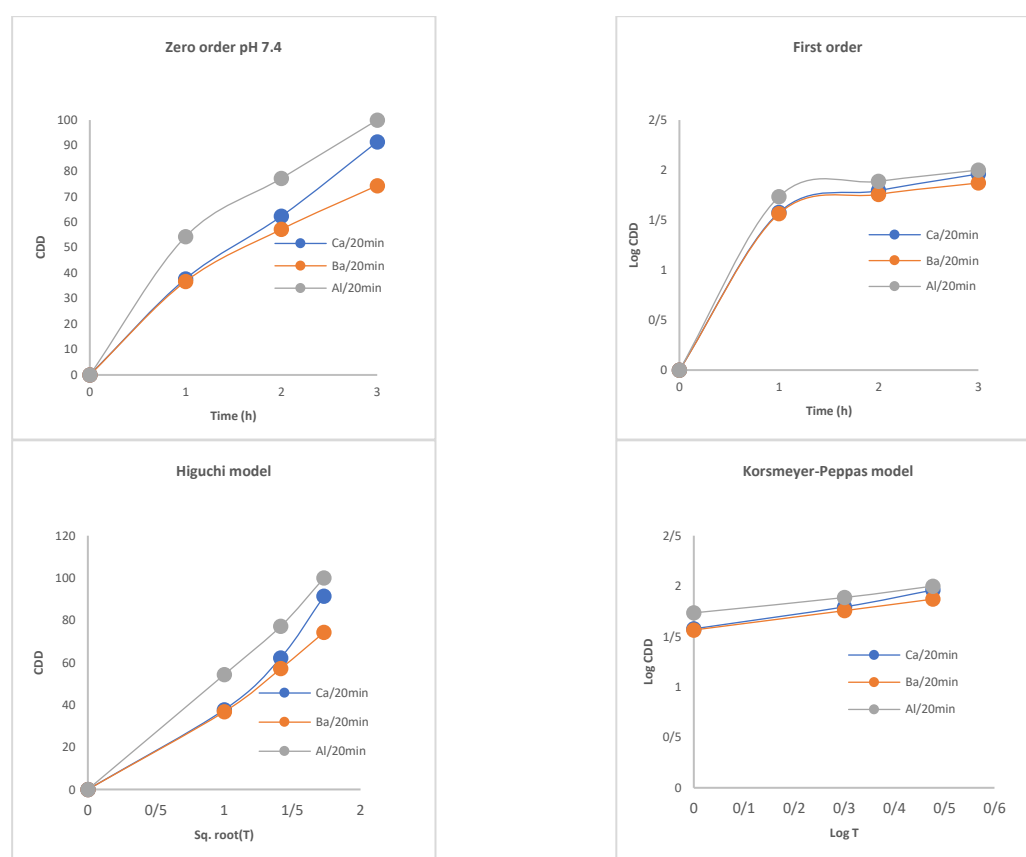 Zero order pH 7.4
CDD
100
90
80
70
60
50
40
30
20
10
0
0 1 2 3
Time (h)
Ca/20min
Ba/20min
Al/20min
First order
Log CDD
2/5
2
1/5
1
0/5
0
0 1 2 3
Time (h)
Ca/20min
Ba/20min
Al/20min
Higuchi model
CDD
120
100
80
60
40
20
0
0 0/5 1 1/5 2
Sq. root(T)
Ca/20min
Ba/20min
Al/20min
Korsmeyer-Peppas model
Log CDD
2/5
2
1/5
1
0/5
0
0 0/1 0/2 0/3 0/4 0/5 0/6
Log T
Ca/20min
Ba/20min
Al/20min